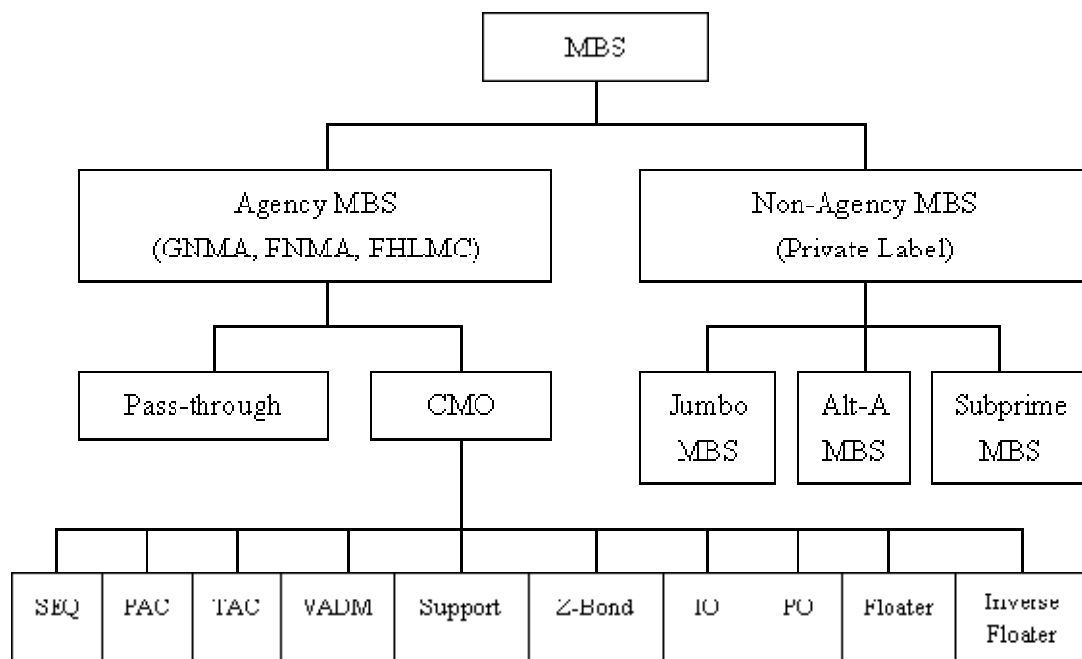 MBS
Agency MBS
(GNMA, FNMA, FHLMC)
Non-Agency MBS
(Private Label)
Pass-through
CMO
Jumbo
MBS
Alt-A
MBS
Subprime
MBS
SEQ
PAC
TAC
VADM
Support
Z-Bond
IO
PO
Floater
Inverse
Floater